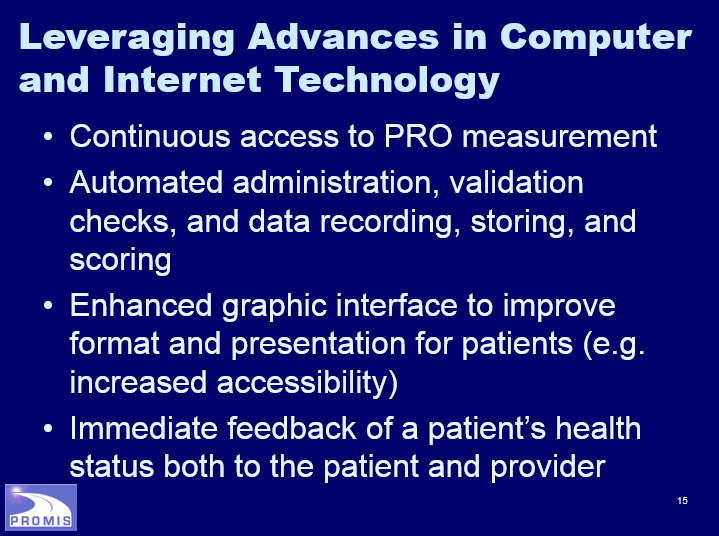 Leveraging Advances in Computer
and Internet Technology
• Continuous access to PRO measurement
• Automated administration, validation
checks, and data recording, storing, and
scoring
• Enhanced graphic interface to improve
format and presentation for patients (e.g.
increased accessibility)
• Immediate feedback of a patient’s health
status both to the patient and provider
PROMIS
15